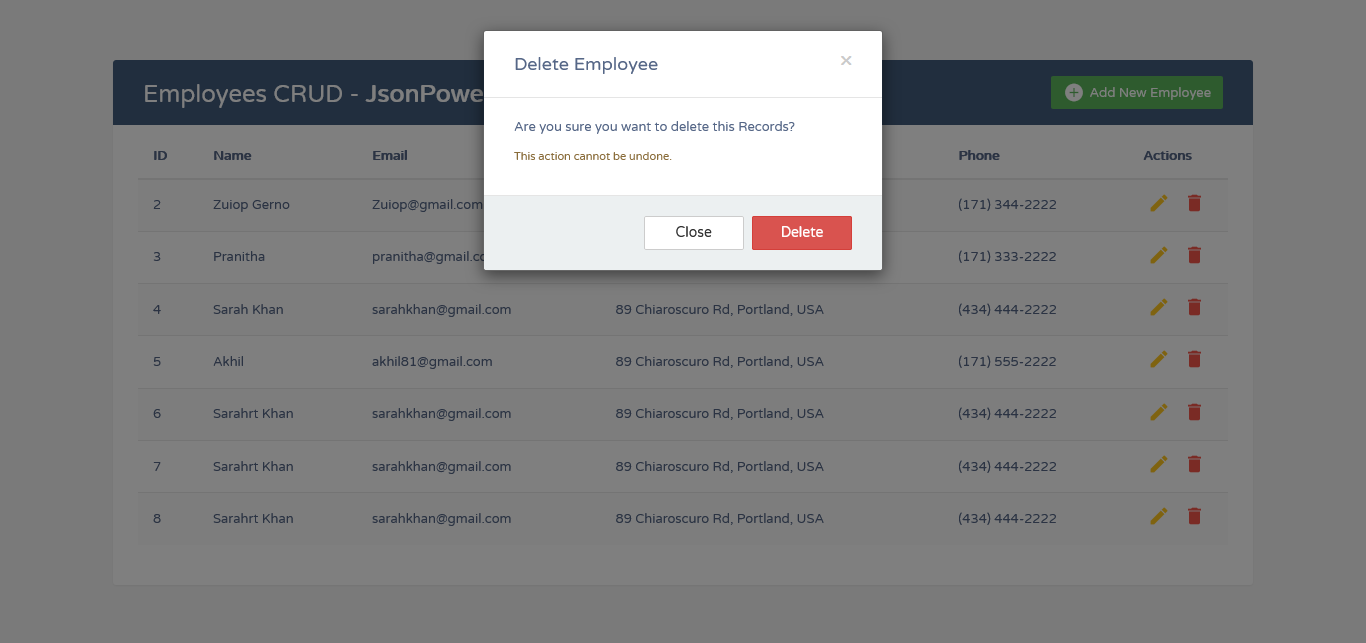 Delete Employee ×
Employees CRUD - JsonPowe
Add New Employee
Are you sure you want to delete this Records?
This action cannot be undone.
ID Name Email Phone Actions
2 Zuiop Gerno Zuiop@gmail.com (171) 344-2222
Close Delete
3 Pranitha pranitha@gmail.co (171) 333-2222
4 Sarah Khan sarahkhan@gmail.com 89 Chiaroscuro Rd, Portland, USA (434) 444-2222
5 Akhil akhil81@gmail.com 89 Chiaroscuro Rd, Portland, USA (171) 555-2222
6 Sarahrt Khan sarahkhan@gmail.com 89 Chiaroscuro Rd, Portland, USA (434) 444-2222
7 Sarahrt Khan sarahkhan@gmail.com 89 Chiaroscuro Rd, Portland, USA (434) 444-2222
8 Sarahrt Khan sarahkhan@gmail.com 89 Chiaroscuro Rd, Portland, USA (434) 444-2222